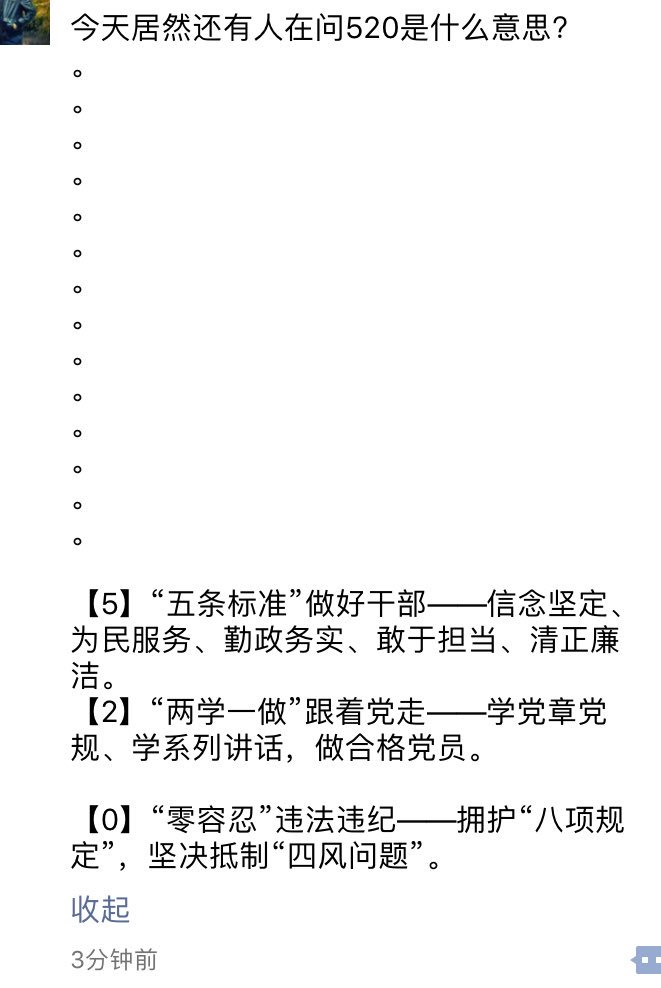 今天居然还有人在问520是什么意思？
。
。
。
。
。
。
。
。
。
。
。
。
。
。
【5】“五条标准”做好干部——信念坚定、
为民服务、勤政务实、敢于担当、清正廉
洁。
【2】“两学一做”跟着党走——学党章党
规、学系列讲话，做合格党员。
【0】“零容忍”违法违纪——拥护“八项规
定”，坚决抵制“四风问题”。
收起
3分钟前